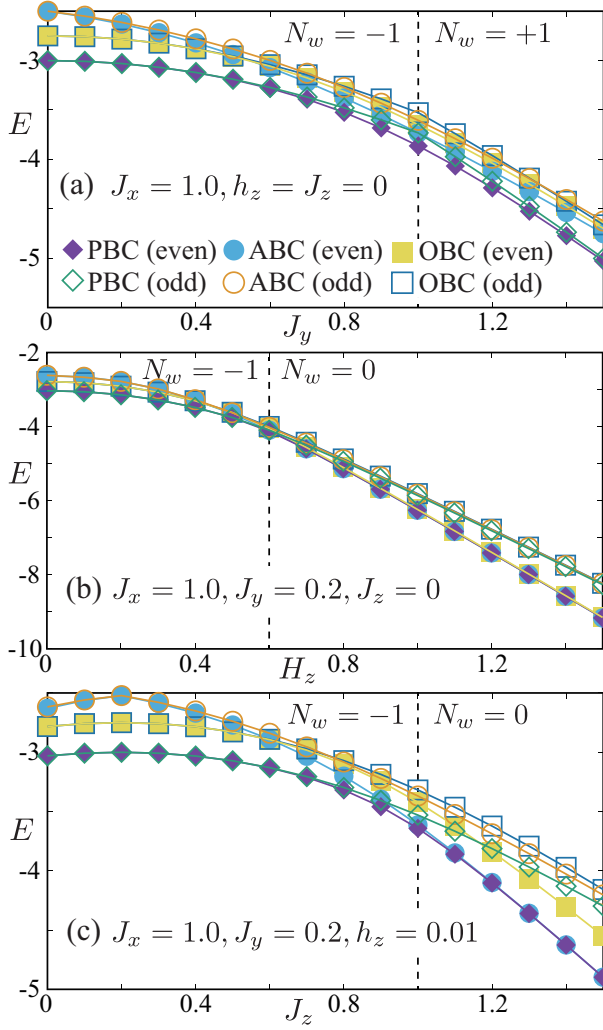 N_w = −1 N_w = +1
-3
E
-4
(a) J_x = 1.0, h_z = J_z = 0
PBC (even) ABC (even) OBC (even)
PBC (odd) ABC (odd) OBC (odd)
-5
0 0.4 0.8 1.2
J_y
-2
N_w = −1 N_w = 0
-4
E
-6
-8
(b) J_x = 1.0, J_y = 0.2, J_z = 0
-10
0 0.4 0.8 1.2
H_z
N_w = −1 N_w = 0
-3
E
-4
(c) J_x = 1.0, J_y = 0.2, h_z = 0.01
-5
0 0.4 0.8 1.2
J_z